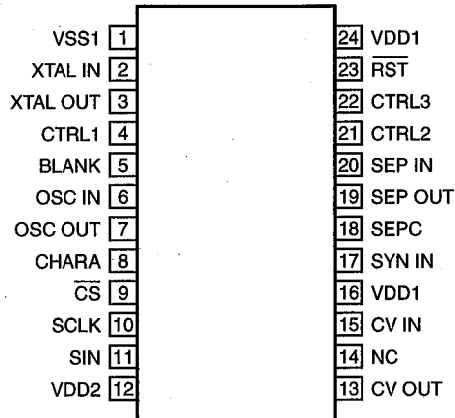 VSS1 1 24 VDD1
XTAL IN 2 23 R̅S̅T̅
XTAL OUT 3 22 CTRL3
CTRL1 4 21 CTRL2
BLANK 5 20 SEP IN
OSC IN 6 19 SEP OUT
OSC OUT 7 18 SEPC
CHARA 8 17 SYN IN
C̅S̅ 9 16 VDD1
SCLK 10 15 CV IN
SIN 11 14 NC
VDD2 12 13 CV OUT